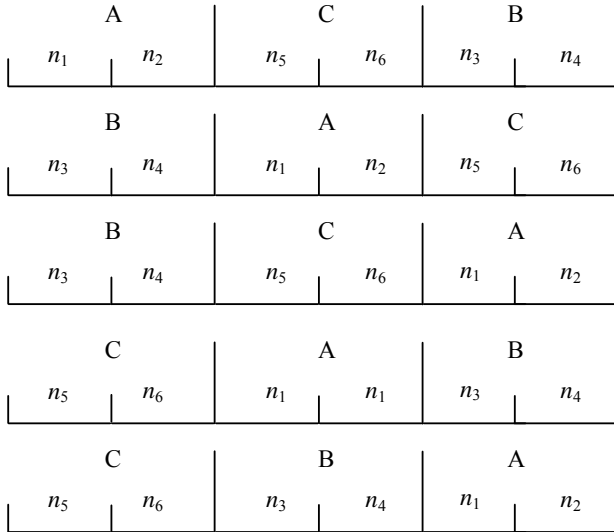 A C B
n₁ n₂ n₅ n₆ n₃ n₄
B A C
n₃ n₄ n₁ n₂ n₅ n₆
B C A
n₃ n₄ n₅ n₆ n₁ n₂
C A B
n₅ n₆ n₁ n₁ n₃ n₄
C B A
n₅ n₆ n₃ n₄ n₁ n₂